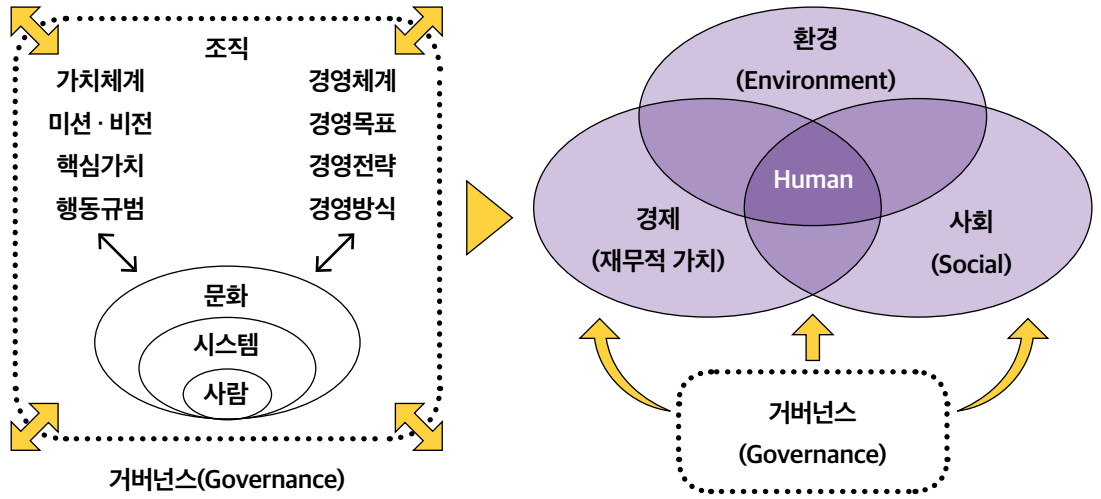 조직
가치체계
미션 · 비전
핵심가치
행동규범
경영체계
경영목표
경영전략
경영방식
문화
시스템
사람
거버넌스(Governance)
환경
(Environment)
Human
경제
(재무적 가치)
사회
(Social)
거버넌스
(Governance)